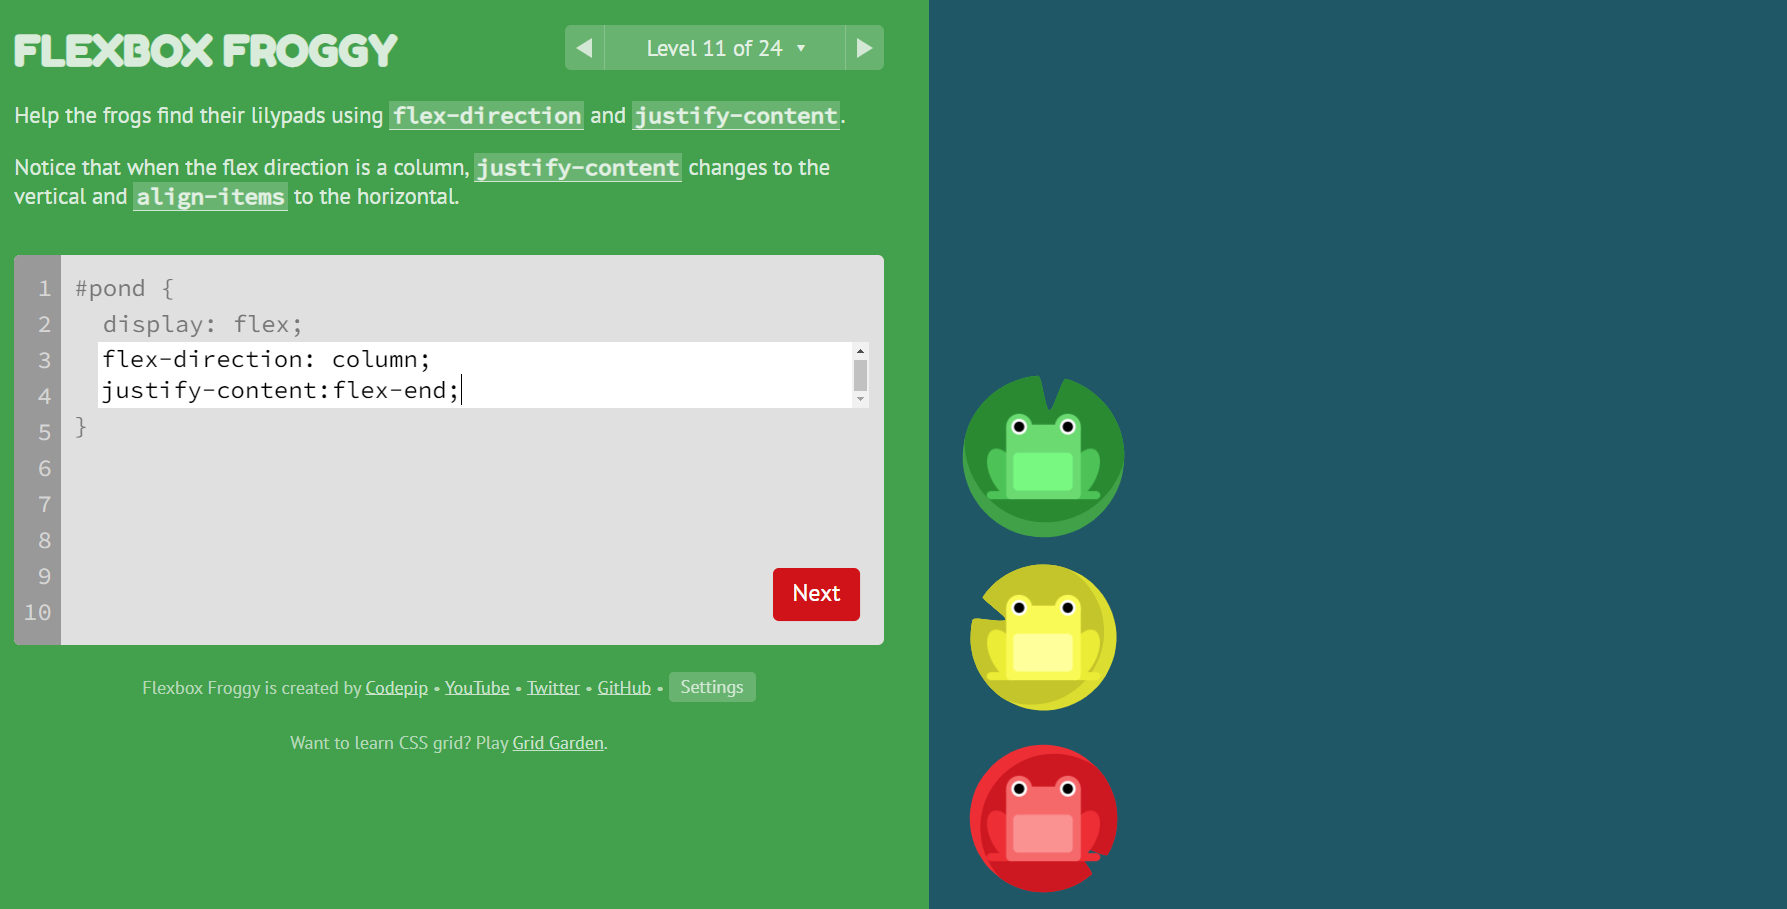 FLEXBOX FROGGY
Level 11 of 24
Help the frogs find their lilypads using flex-direction and justify-content.
Notice that when the flex direction is a column, justify-content changes to the
vertical and align-items to the horizontal.
1 #pond {
2 display: flex;
3 flex-direction: column;
4 justify-content:flex-end;
5 }
6
7
8
9
10
Next
Flexbox Froggy is created by Codepip • YouTube • Twitter • GitHub • Settings
Want to learn CSS grid? Play Grid Garden.